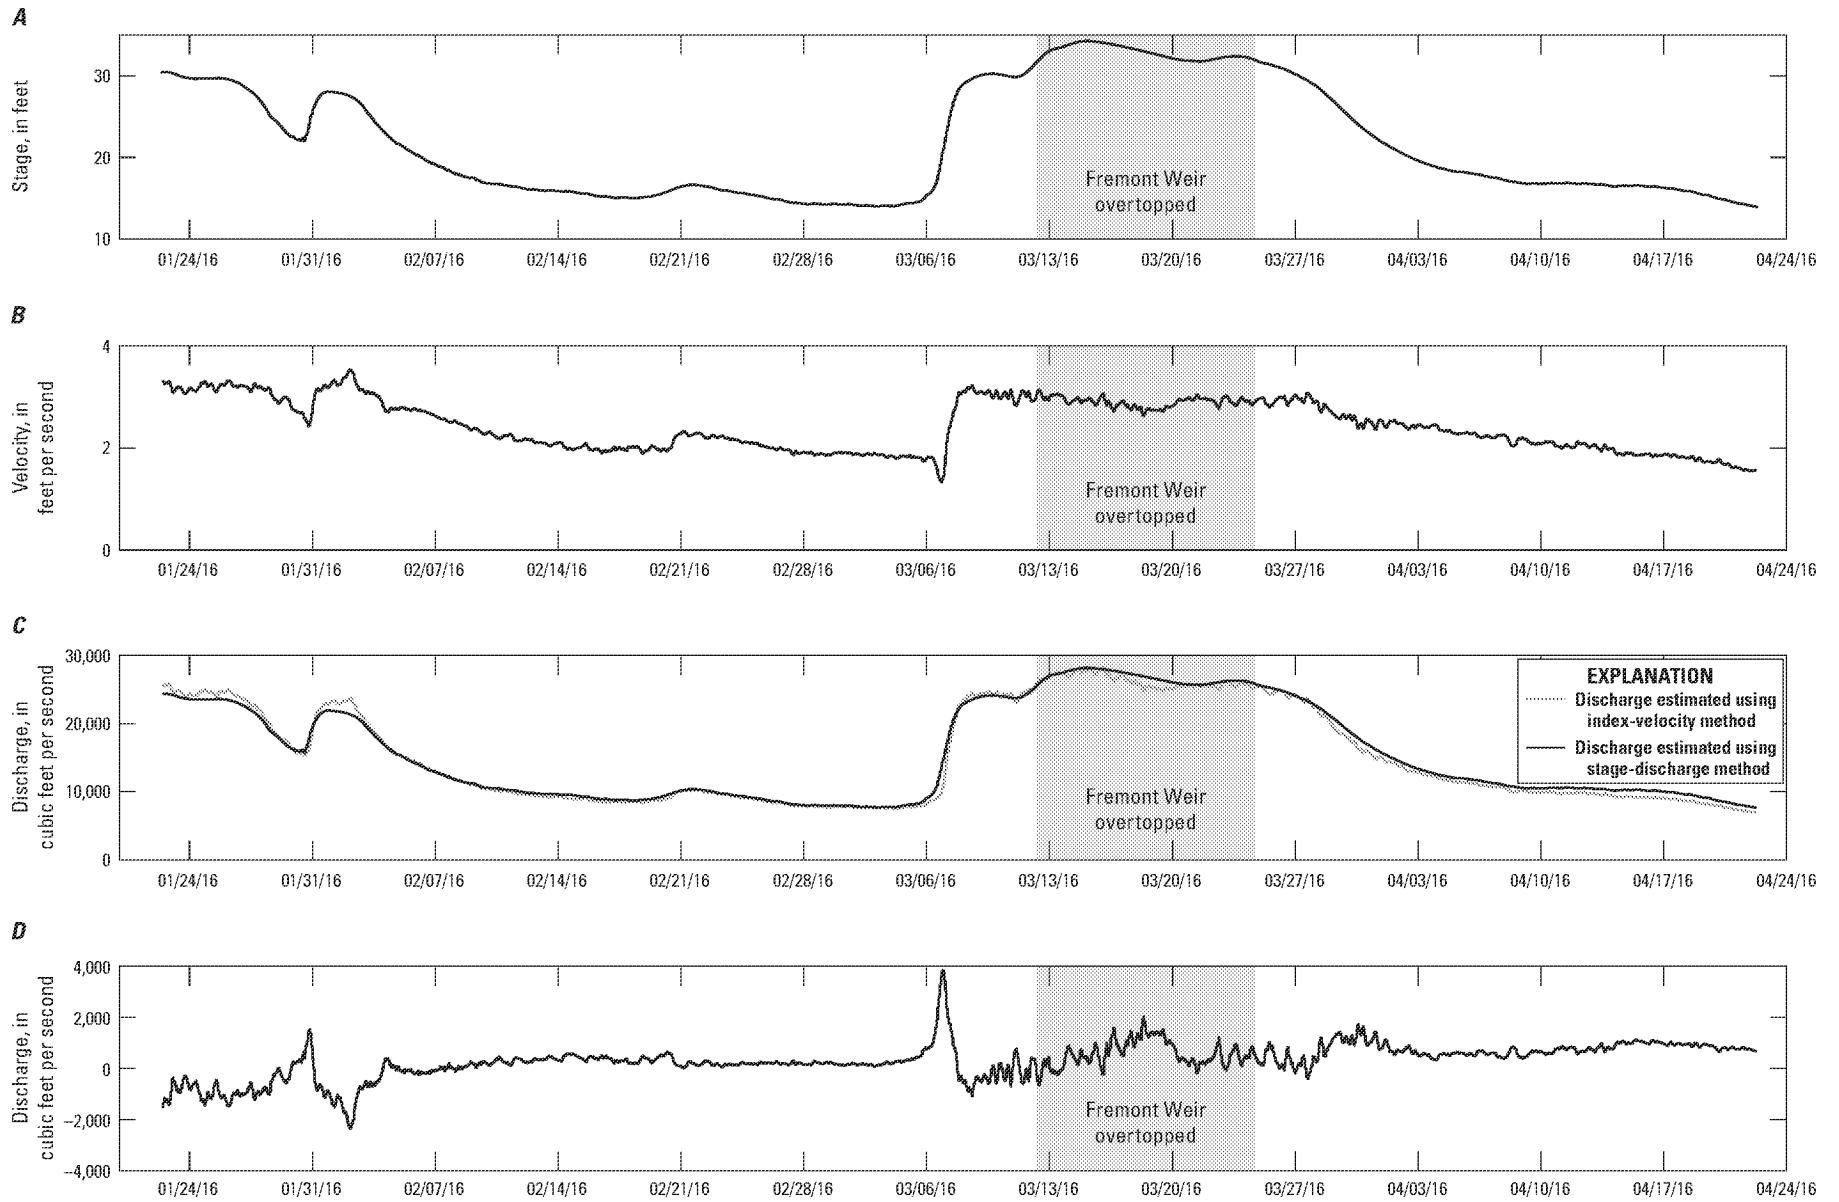 A
Stage, in feet
30
20
10
Fremont Weir
overtopped
01/24/16 01/31/16 02/07/16 02/14/16 02/21/16 02/28/16 03/06/16 03/13/16 03/20/16 03/27/16 04/03/16 04/10/16 04/17/16 04/24/16
B
Velocity, in
feet per second
4
2
0
Fremont Weir
overtopped
01/24/16 01/31/16 02/07/16 02/14/16 02/21/16 02/28/16 03/06/16 03/13/16 03/20/16 03/27/16 04/03/16 04/10/16 04/17/16 04/24/16
C
Discharge, in
cubic feet per second
30,000
20,000
10,000
0
Fremont Weir
overtopped
EXPLANATION
Discharge estimated using
index-velocity method
Discharge estimated using
stage-discharge method
01/24/16 01/31/16 02/07/16 02/14/16 02/21/16 02/28/16 03/06/16 03/13/16 03/20/16 03/27/16 04/03/16 04/10/16 04/17/16 04/24/16
D
Discharge, in
cubic feet per second
4,000
2,000
0
−2,000
−4,000
Fremont Weir
overtopped
01/24/16 01/31/16 02/07/16 02/14/16 02/21/16 02/28/16 03/06/16 03/13/16 03/20/16 03/27/16 04/03/16 04/10/16 04/17/16 04/24/16